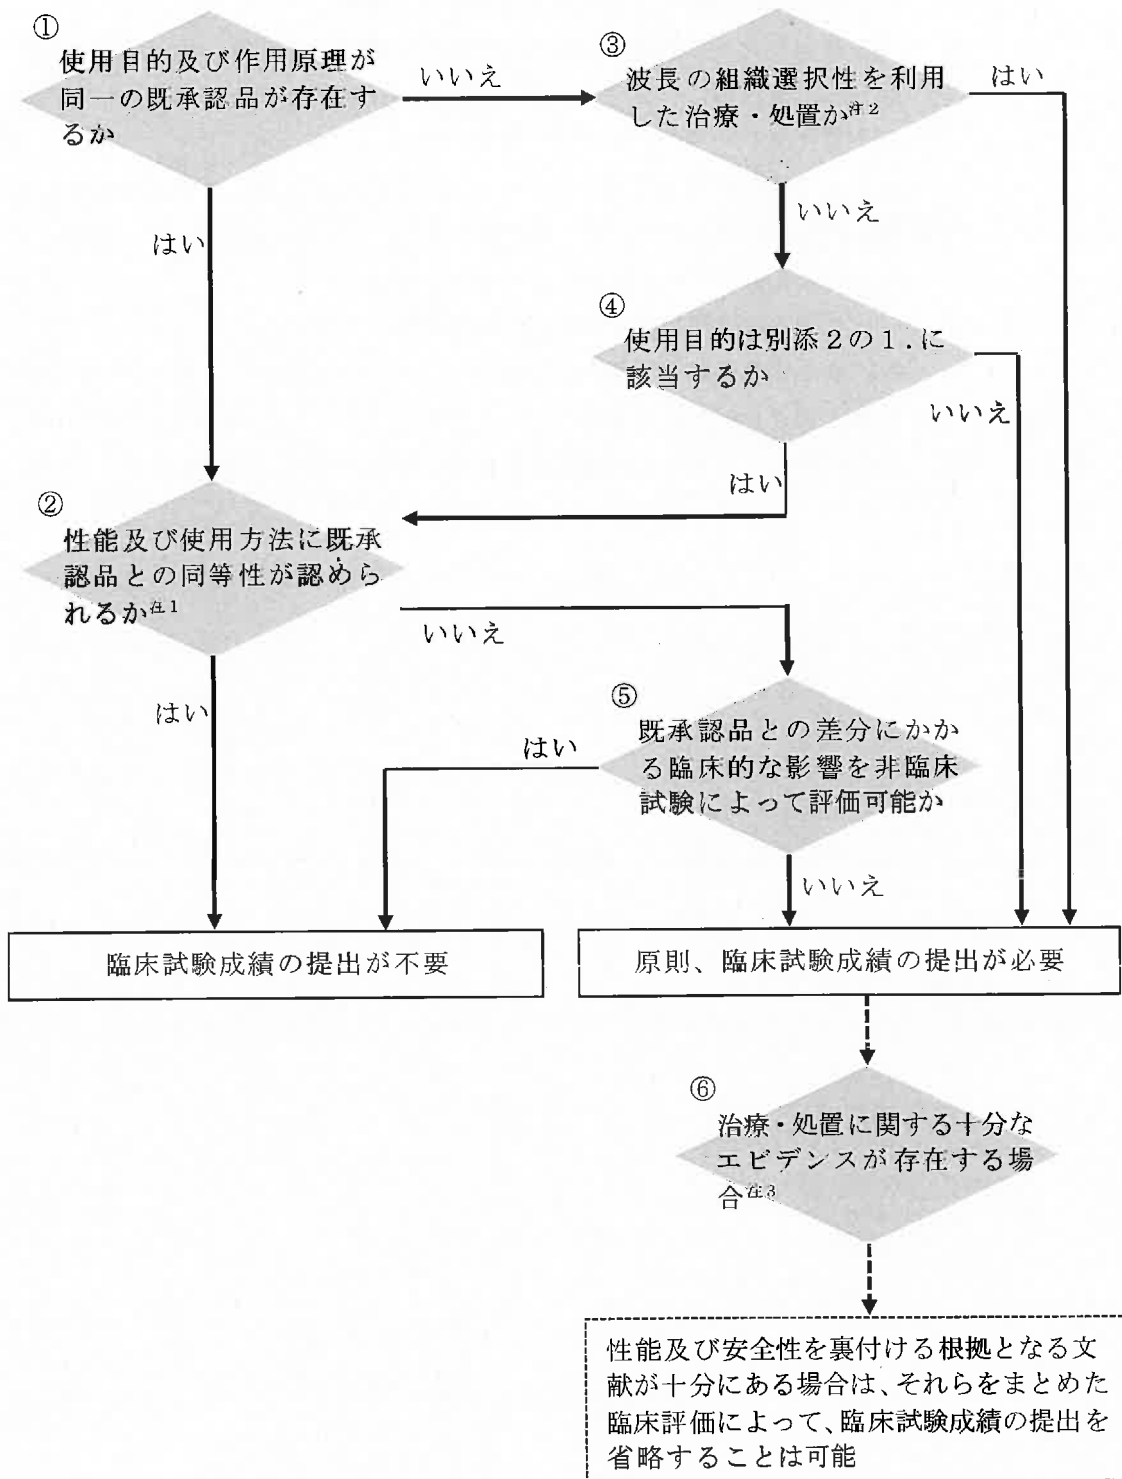 ①
使用目的及び作用原理が
同一の既承認品が存在す
るか
いいえ
③
波長の組織選択性を利用
した治療・処置か注2
はい
はい
いいえ
④
使用目的は別添2の1.に
該当するか
いいえ
はい
②
性能及び使用方法に既承
認品との同等性が認めら
れるか注1
いいえ
はい
⑤
既承認品との差分にかか
る臨床的な影響を非臨床
試験によって評価可能か
はい
いいえ
臨床試験成績の提出が不要
原則、臨床試験成績の提出が必要
⑥
治療・処置に関する十分な
エビデンスが存在する場
合注3
性能及び安全性を裏付ける根拠となる文
献が十分にある場合は、それらをまとめた
臨床評価によって、臨床試験成績の提出を
省略することは可能